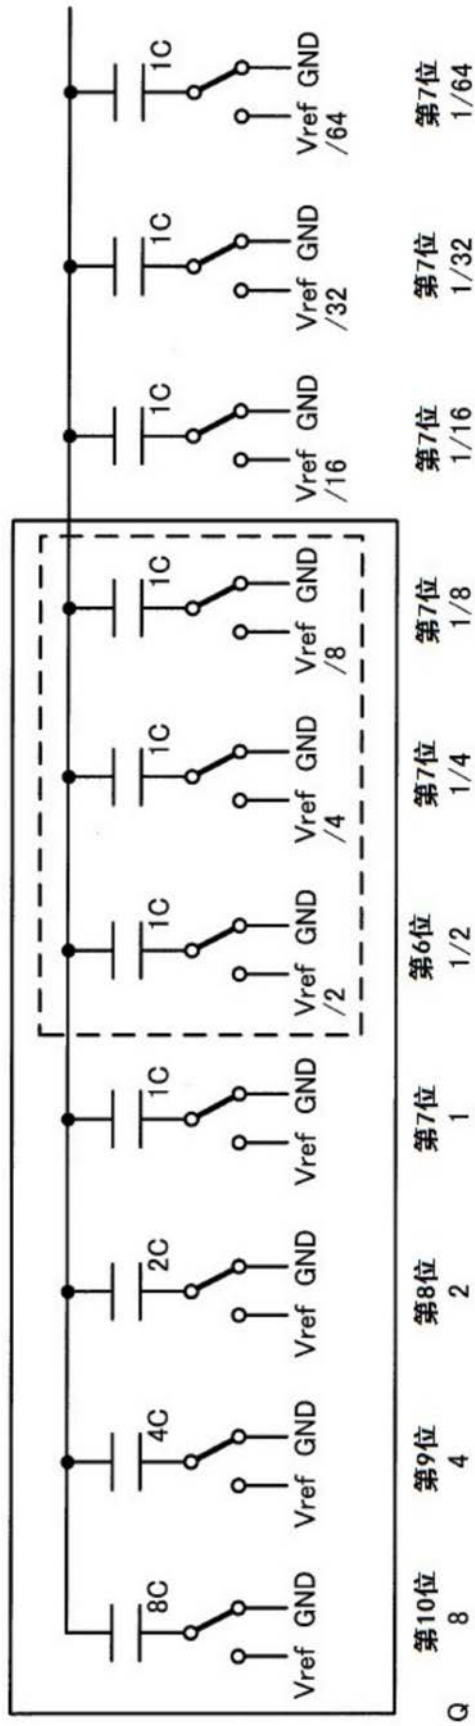 8C 4C 2C 1C 1C 1C 1C 1C 1C 1C
Vref GND Vref GND Vref GND Vref GND Vref GND Vref GND Vref GND Vref GND Vref GND Vref GND
/2 /4 /8 /16 /32 /64
第10位 第9位 第8位 第7位 第6位 第7位 第7位 第7位 第7位 第7位
Q 8 4 2 1 1/2 1/4 1/8 1/16 1/32 1/64